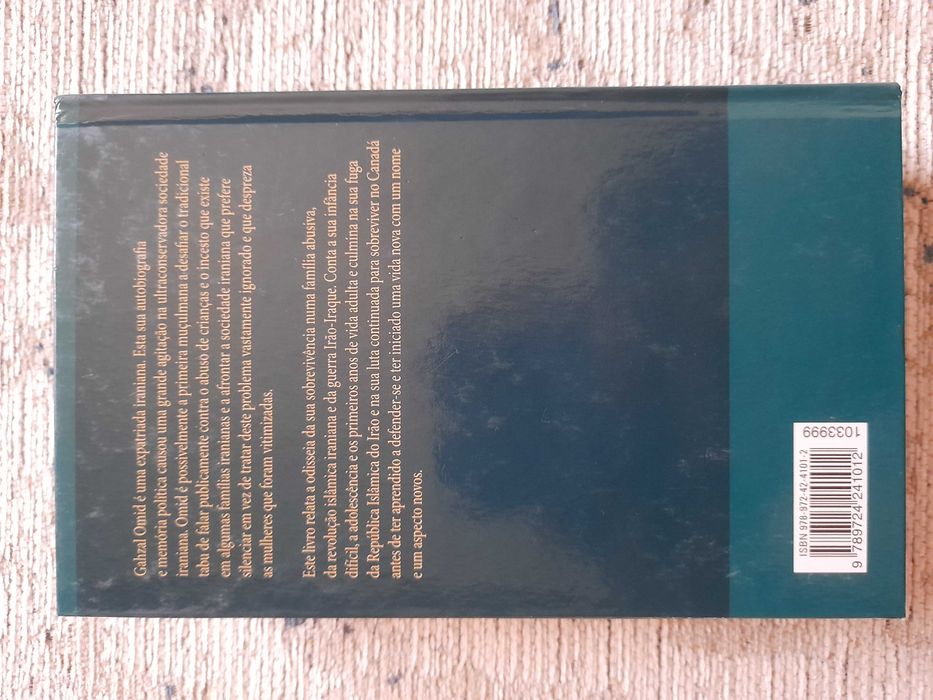 Gahzal Omid é uma expatriada iraniana. Esta sua autobiografia
e memória política causou uma grande agitação na ultraconservadora sociedade
iraniana. Omid é possivelmente a primeira muçulmana a desafiar o tradicional
tabu de falar publicamente contra o abuso de crianças e o incesto que existe
em algumas famílias iranianas e a afrontar a sociedade iraniana que prefere
silenciar em vez de tratar deste problema vastamente ignorado e que despreza
as mulheres que foram vitimizadas.
Este livro relata a odisseia da sua sobrevivência numa família abusiva,
da revolução islâmica iraniana e da guerra Irão-Iraque. Conta a sua infância
difícil, a adolescência e os primeiros anos de vida adulta e culmina na sua fuga
da República Islâmica do Irão e na sua luta continuada para sobreviver no Canadá
antes de ter aprendido a defender-se e ter iniciado uma vida nova com um nome
e um aspecto novos.
ISBN 978-972-42-4101-2
9 789724 241012
1033999